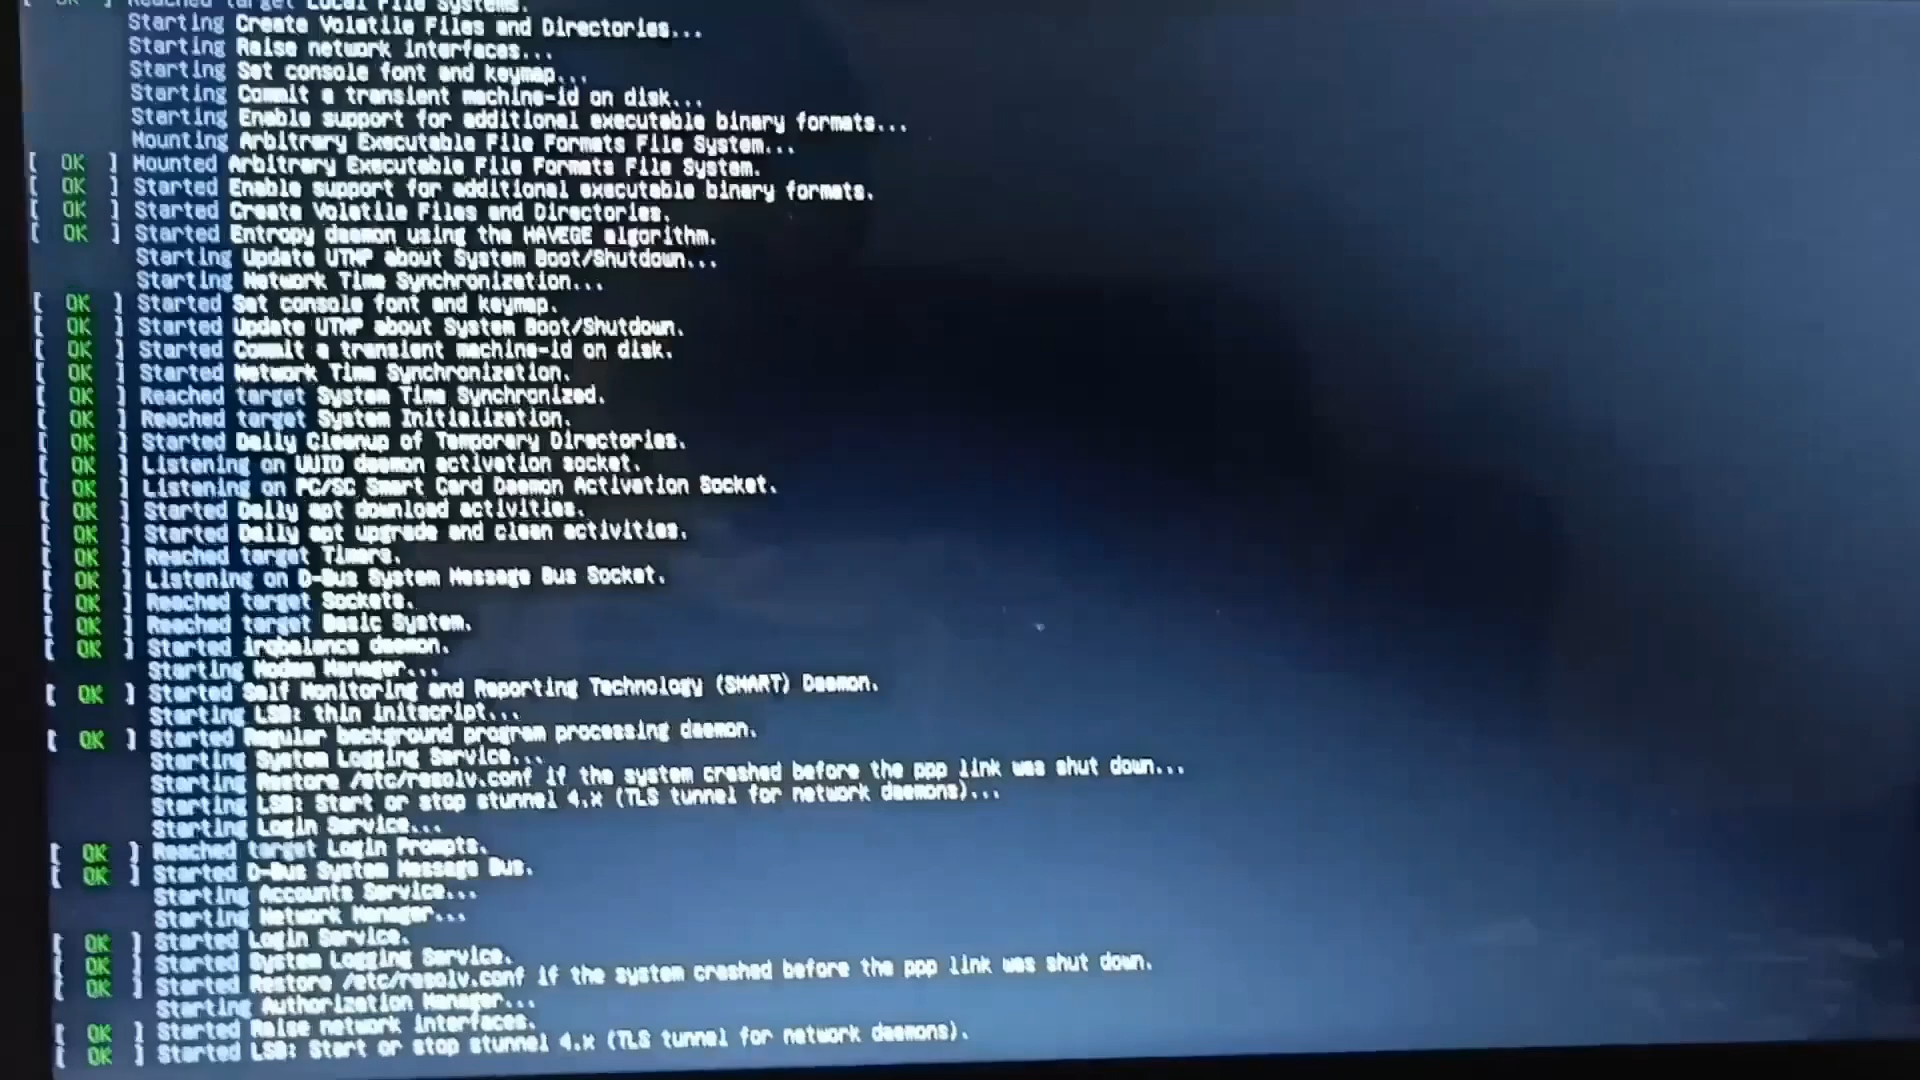 [ OK ] Reached target Local File Systems.
Starting Create Volatile Files and Directories...
Starting Raise network interfaces...
Starting Set console font and keymap...
Starting Commit a transient machine-id on disk...
Starting Enable support for additional executable binary formats...
Mounting Arbitrary Executable File Formats File System...
[ OK ] Mounted Arbitrary Executable File Formats File System.
[ OK ] Started Enable support for additional executable binary formats.
[ OK ] Started Create Volatile Files and Directories.
[ OK ] Started Entropy daemon using the HAVEGE algorithm.
Starting Update UTMP about System Boot/Shutdown...
Starting Network Time Synchronization...
[ OK ] Started Set console font and keymap.
[ OK ] Started Update UTMP about System Boot/Shutdown.
[ OK ] Started Commit a transient machine-id on disk.
[ OK ] Started Network Time Synchronization.
[ OK ] Reached target System Time Synchronized.
[ OK ] Reached target System Initialization.
[ OK ] Started Daily Cleanup of Temporary Directories.
[ OK ] Listening on UUID daemon activation socket.
[ OK ] Listening on PC/SC Smart Card Daemon Activation Socket.
[ OK ] Started Daily apt download activities.
[ OK ] Started Daily apt upgrade and clean activities.
[ OK ] Reached target Timers.
[ OK ] Listening on D-Bus System Message Bus Socket.
[ OK ] Reached target Sockets.
[ OK ] Reached target Basic System.
[ OK ] Started irqbalance daemon.
Starting Modem Manager...
[ OK ] Started Self Monitoring and Reporting Technology (SMART) Daemon.
Starting LSB: thin initscript...
[ OK ] Started Regular background program processing daemon.
Starting System Logging Service...
Starting Restore /etc/resolv.conf if the system crashed before the ppp link was shut down...
Starting LSB: Start or stop stunnel 4.x (TLS tunnel for network daemons)...
Starting Login Service...
[ OK ] Reached target Login Prompts.
[ OK ] Started D-Bus System Message Bus.
Starting Accounts Service...
Starting Network Manager...
[ OK ] Started Login Service.
[ OK ] Started System Logging Service.
[ OK ] Started Restore /etc/resolv.conf if the system crashed before the ppp link was shut down.
Starting Authorization Manager...
[ OK ] Started Raise network interfaces.
[ OK ] Started LSB: Start or stop stunnel 4.x (TLS tunnel for network daemons).